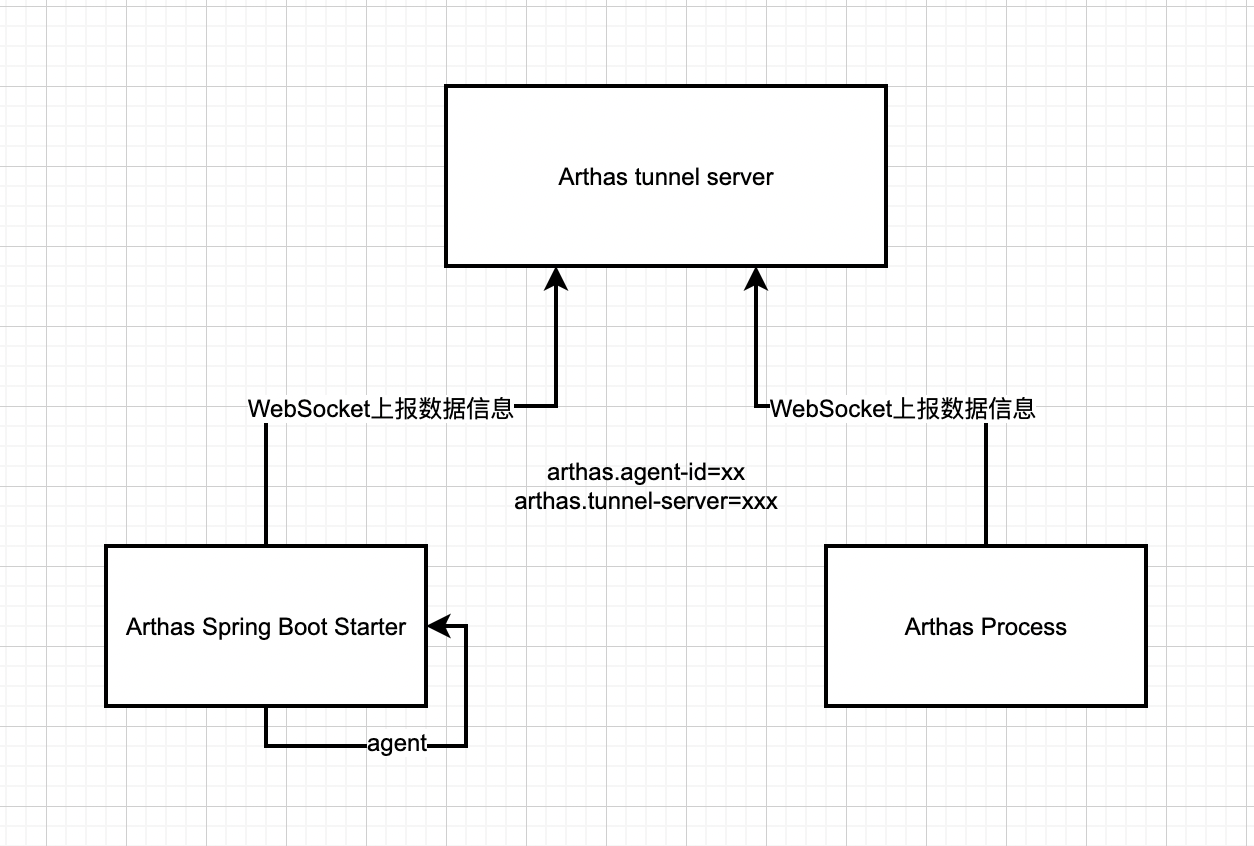 Arthas tunnel server
WebSocket上报数据信息
WebSocket上报数据信息
arthas.agent-id=xx
arthas.tunnel-server=xxx
Arthas Spring Boot Starter
Arthas Process
agent